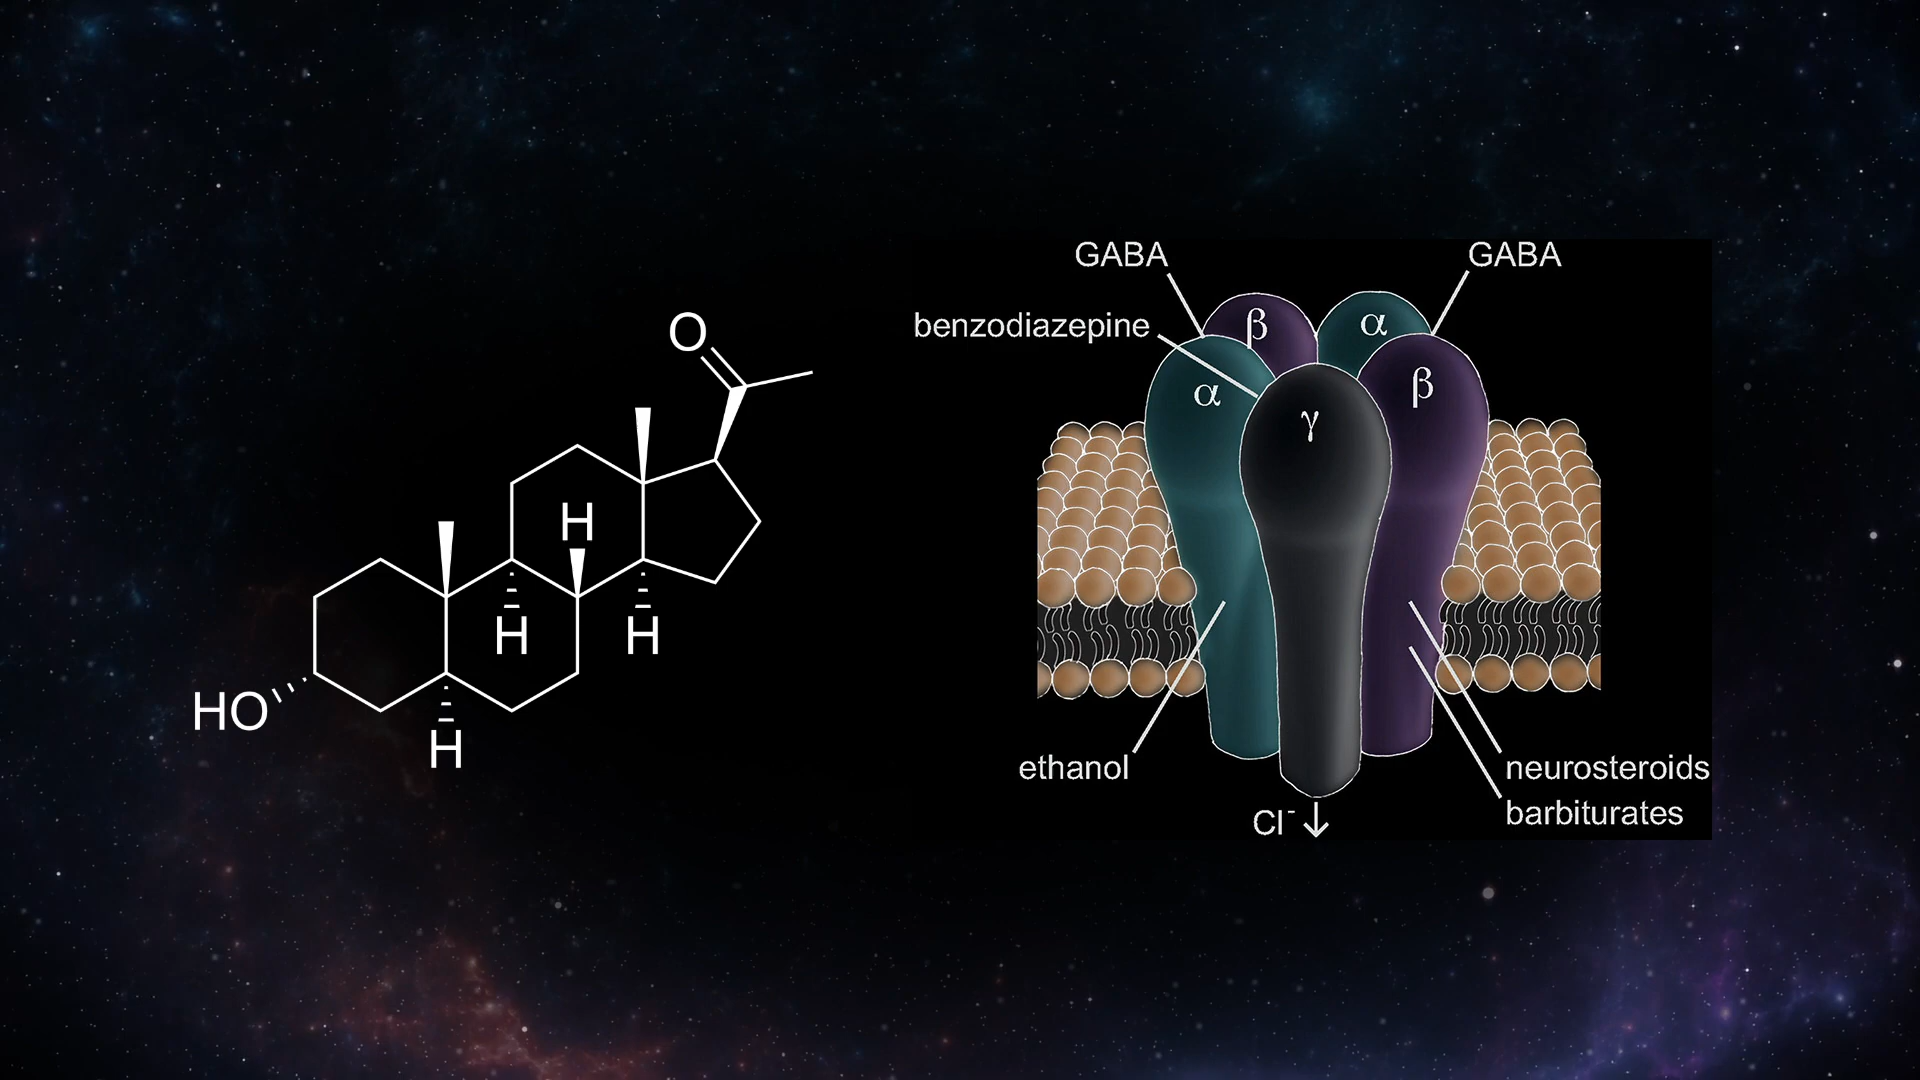 O
H
H
H
HO
H
GABA
GABA
benzodiazepine
β
α
α
β
γ
ethanol
neurosteroids
barbiturates
Cl⁻